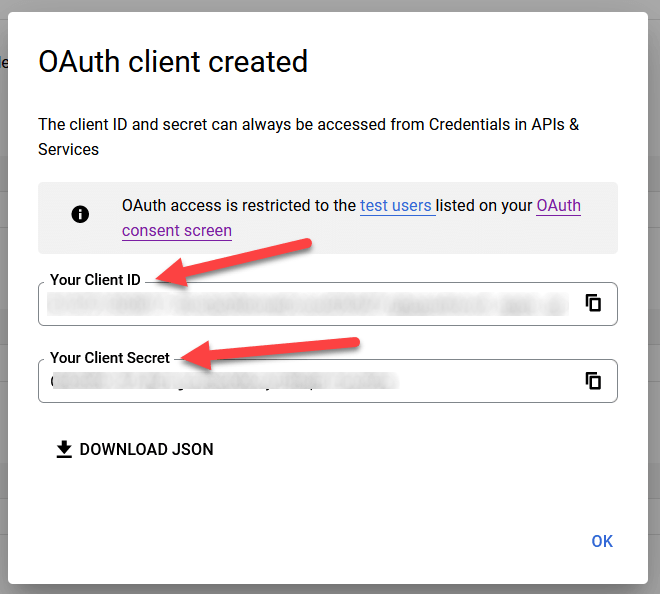 OAuth client created
The client ID and secret can always be accessed from Credentials in APIs &
Services
OAuth access is restricted to the test users listed on your OAuth
consent screen
Your Client ID
Your Client Secret
DOWNLOAD JSON
OK